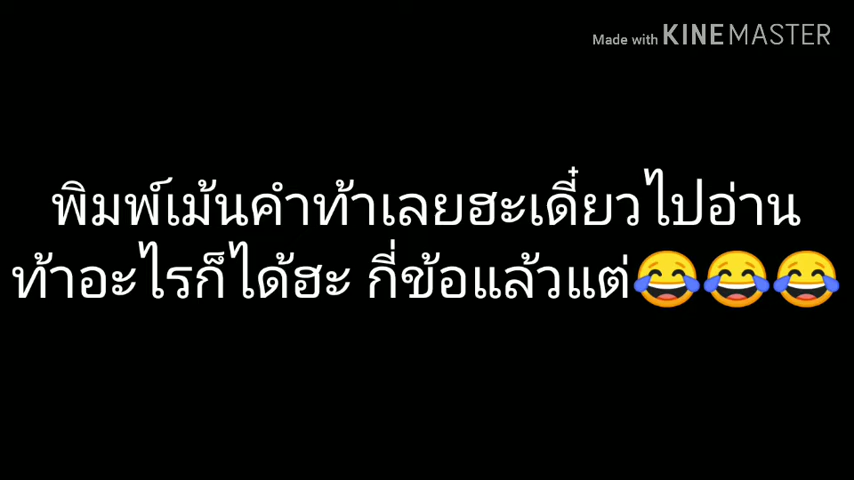 Made with KINEMASTER
พิมพ์เม้นคำท้าเลยฮะเดี๋ยวไปอ่าน
ท้าอะไรก็ได้ฮะ กี่ข้อแล้วแต่😂😂😂